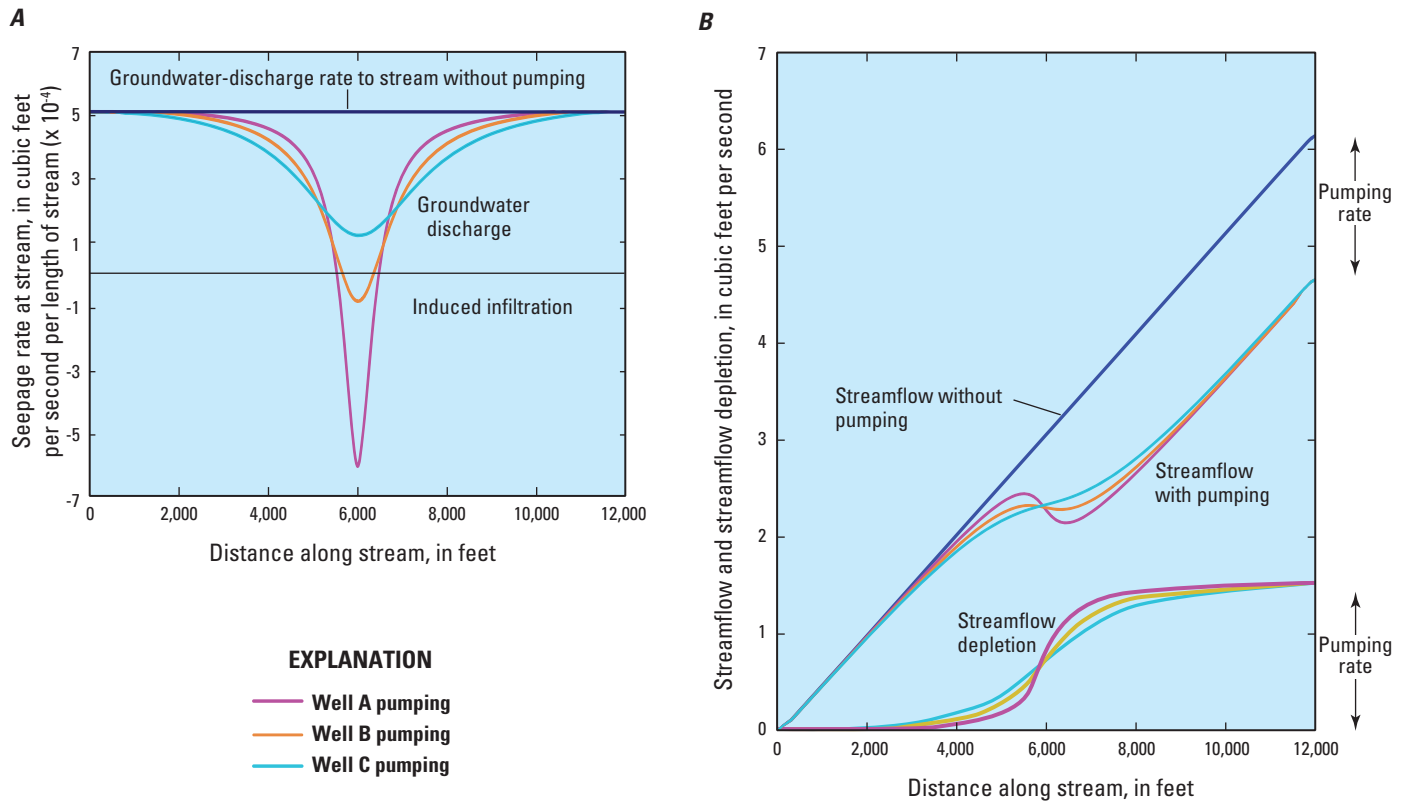 A
Seepage rate at stream, in cubic feet
per second per length of stream (x 10-4)
7
5
3
1
-1
-3
-5
-7
Groundwater-discharge rate to stream without pumping
Groundwater
discharge
Induced infiltration
0
2,000
4,000
6,000
8,000
10,000
12,000
Distance along stream, in feet
EXPLANATION
Well A pumping
Well B pumping
Well C pumping
B
Streamflow and streamflow depletion, in cubic feet per second
7
6
5
4
3
2
1
0
Streamflow without
pumping
Streamflow
with pumping
Streamflow
depletion
Pumping
rate
Pumping
rate
0
2,000
4,000
6,000
8,000
10,000
12,000
Distance along stream, in feet